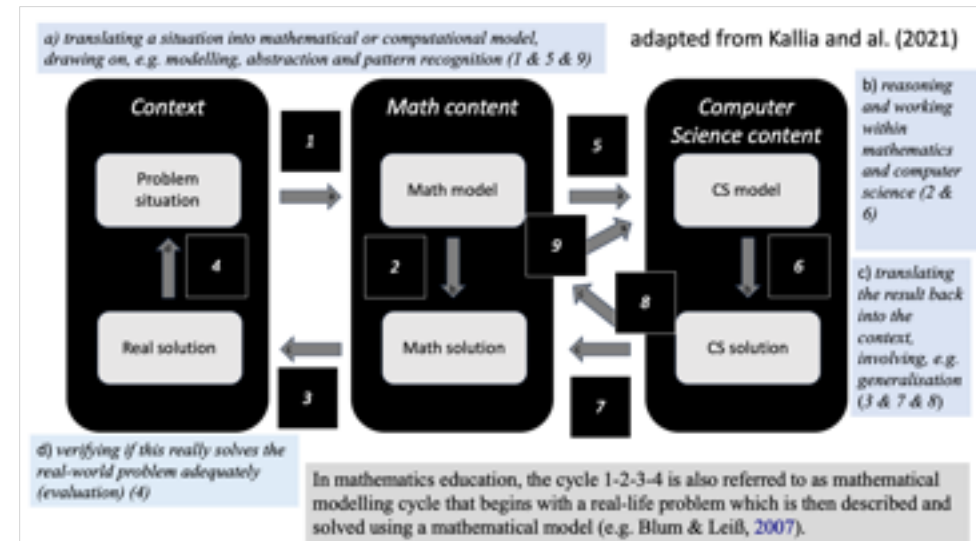 a) translating a situation into mathematical or computational model,
drawing on, e.g. modelling, abstraction and pattern recognition (1 & 5 & 9)
adapted from Kallia and al. (2021)
Context
Math content
Computer
Science content
b) reasoning
and working
within
mathematics
and computer
science (2 &
6)
1
5
Problem
situation
Math model
CS model
9
4
2
8
6
c) translating
the result back
into the
context,
involving, e.g.
generalisation
(3 & 7 & 8)
Real solution
Math solution
CS solution
3
7
d) verifying if this really solves the
real-world problem adequately
(evaluation) (4)
In mathematics education, the cycle 1-2-3-4 is also referred to as mathematical
modelling cycle that begins with a real-life problem which is then described and
solved using a mathematical model (e.g. Blum & Leiß, 2007).